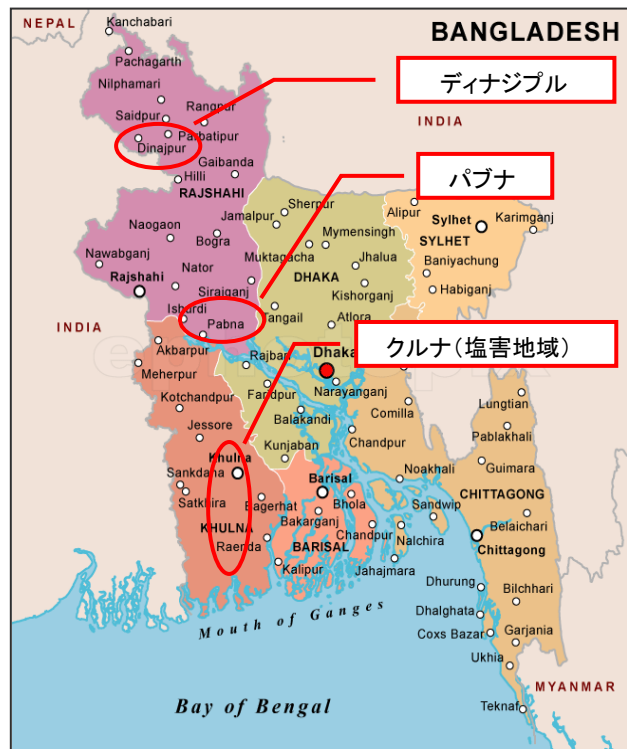 BANGLADESH
NEPAL
Kanchabari
Pachagarth
Nilphamari
Rangpur
Saidpur
Parbatipur
Dinajpur
Gaibanda
Hilli
RAJSHAHI
ディナジプル
INDIA
パブナ
Sherpur
Jamalpur
Naogaon
Bogra
Mymensingh
Muktagacha
Nawabganj
Rajshahi
Nator
Sirajganj
DHAKA
Jhalua
Kishorganj
Alipur
Sylhet
Karimganj
SYLHET
Baniyachung
Habiganj
Ishurdi
Pabna
Tangail
Atlora
INDIA
クルナ（塩害地域）
Akbarpur
Rajbari
Dhaka
Meherpur
Faridpur
Narayanganj
Kotchandpur
Balakandi
Comilla
Lungtian
Jessore
Kunjaban
Chandpur
Pablakhali
Khulna
Guimara
Sankdaha
Barisal
Noakhali
Satkhira
Bagerhat
Bhola
CHITTAGONG
Sandwip
KHULNA
Bakarganj
Belaichari
Raenda
BARISAL
Chandpur
Nalchira
Chittagong
Kalipur
Jahajmara
Dhurung
Bilchhari
Mouth of Ganges
Dhalghata
Coxs Bazar
Garjania
Ukhia
MYANMAR
Bay of Bengal
Teknaf